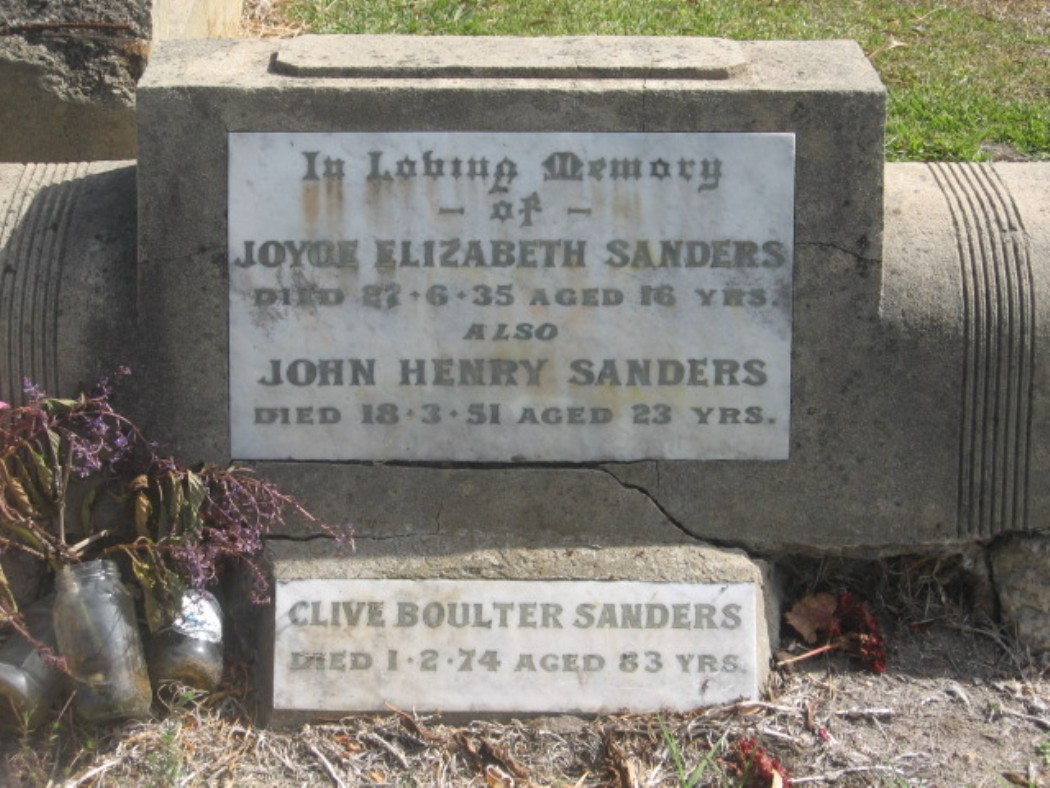 In Loving Memory
- of -
JOYCE ELIZABETH SANDERS
DIED 27·6·35 AGED 16 YRS.
ALSO
JOHN HENRY SANDERS
DIED 18·3·51 AGED 23 YRS.
CLIVE BOULTER SANDERS
DIED 1·2·74 AGED 83 YRS.